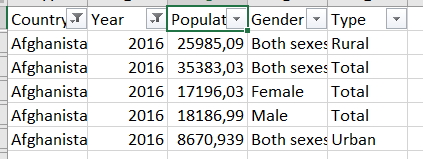 Country Year Populat Gender Type
Afghanista 2016 25985,09 Both sexes Rural
Afghanista 2016 35383,03 Both sexes Total
Afghanista 2016 17196,03 Female Total
Afghanista 2016 18186,99 Male Total
Afghanista 2016 8670,939 Both sexes Urban